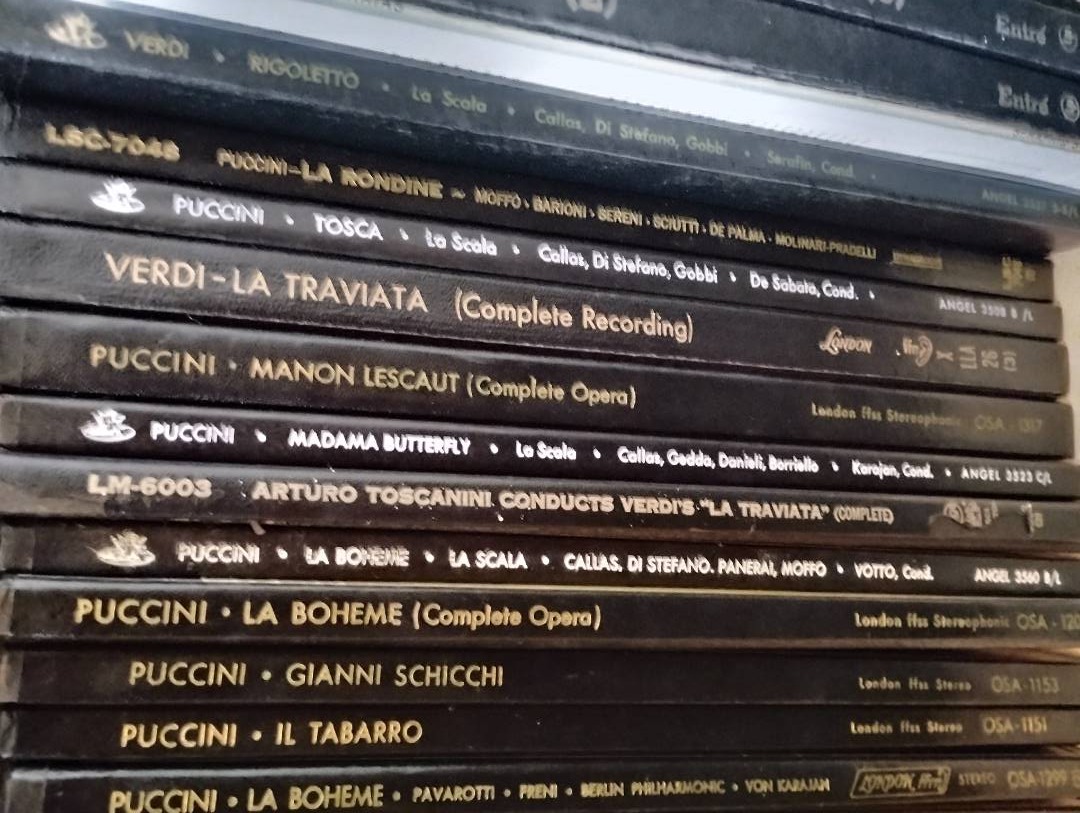 Entré
Entré
VERDI • RIGOLETTO • La Scala • Callas, Di Stefano, Gobbi • Serafin, Cond. •
LSC-7048 PUCCINI–LA RONDINE ~ MOFFO • BARIONI • SERENI • SCIUTTI • DE PALMA • MOLINARI-PRADELLI
PUCCINI • TOSCA • La Scala • Callas, Di Stefano, Gobbi • De Sabata, Cond. • ANGEL 3508 B/L
VERDI – LA TRAVIATA (Complete Recording) LONDON ffrr
PUCCINI • MANON LESCAUT (Complete Opera) London ffss Stereophonic OSA - 1317
PUCCINI • MADAMA BUTTERFLY • La Scala • Callas, Gedda, Danieli, Borriello • Karajan, Cond. • ANGEL 3523 C/L
LM-6003 ARTURO TOSCANINI CONDUCTS VERDI'S "LA TRAVIATA" (COMPLETE)
PUCCINI • LA BOHEME • LA SCALA • CALLAS, DI STEFANO. PANERAI, MOFFO • VOTTO, Cond. ANGEL 3560 B/L
PUCCINI • LA BOHEME (Complete Opera) London ffss Stereophonic OSA - 120
PUCCINI • GIANNI SCHICCHI London ffss Stereo OSA-1153
PUCCINI • IL TABARRO London ffss Stereo OSA-1151
PUCCINI • LA BOHEME • PAVAROTTI • FRENI • BERLIN PHILHARMONIC • VON KARAJAN LONDON ffrr STEREO OSA-1299